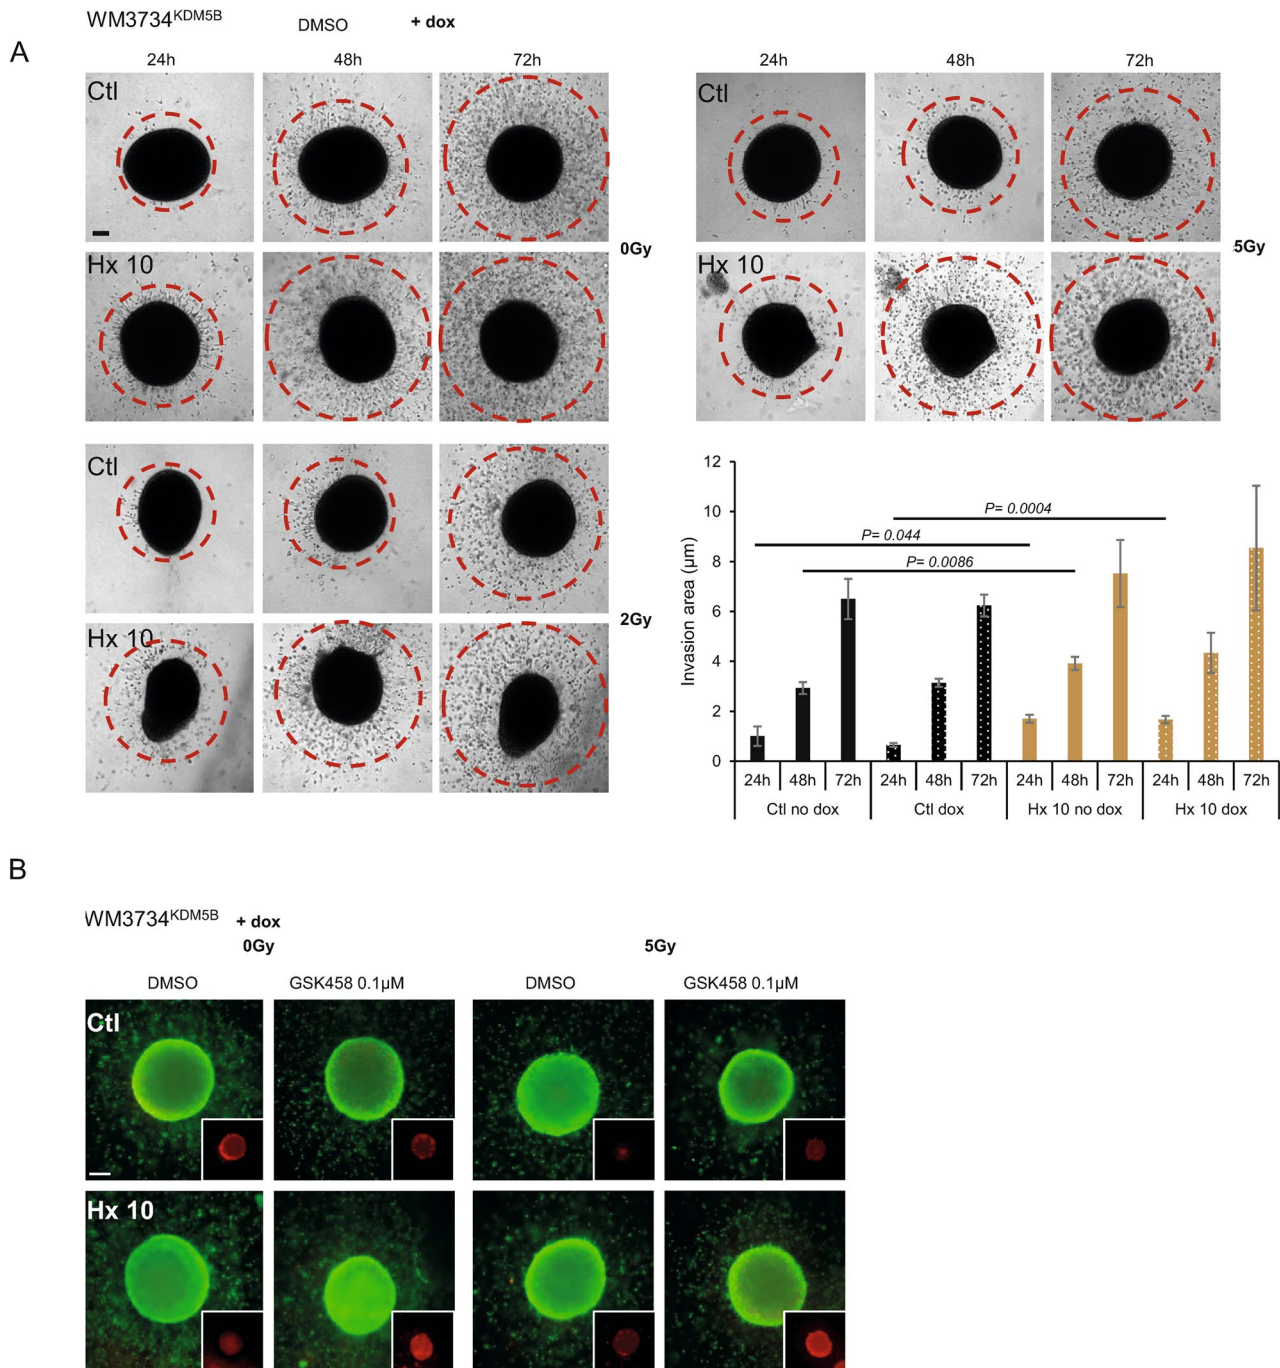 WM3734KDM5B DMSO + dox
A
24h 48h 72h 24h 48h 72h
Ctl Ctl
0Gy 5Gy
Hx 10 Hx 10
Ctl
2Gy
Hx 10
12
10
8
6
4
2
0
Invasion area (µm)
P= 0.0004
P= 0.044
P= 0.0086
24h 48h 72h 24h 48h 72h 24h 48h 72h 24h 48h 72h
Ctl no dox Ctl dox Hx 10 no dox Hx 10 dox
B
WM3734KDM5B + dox
0Gy 5Gy
DMSO GSK458 0.1µM DMSO GSK458 0.1µM
Ctl
Hx 10